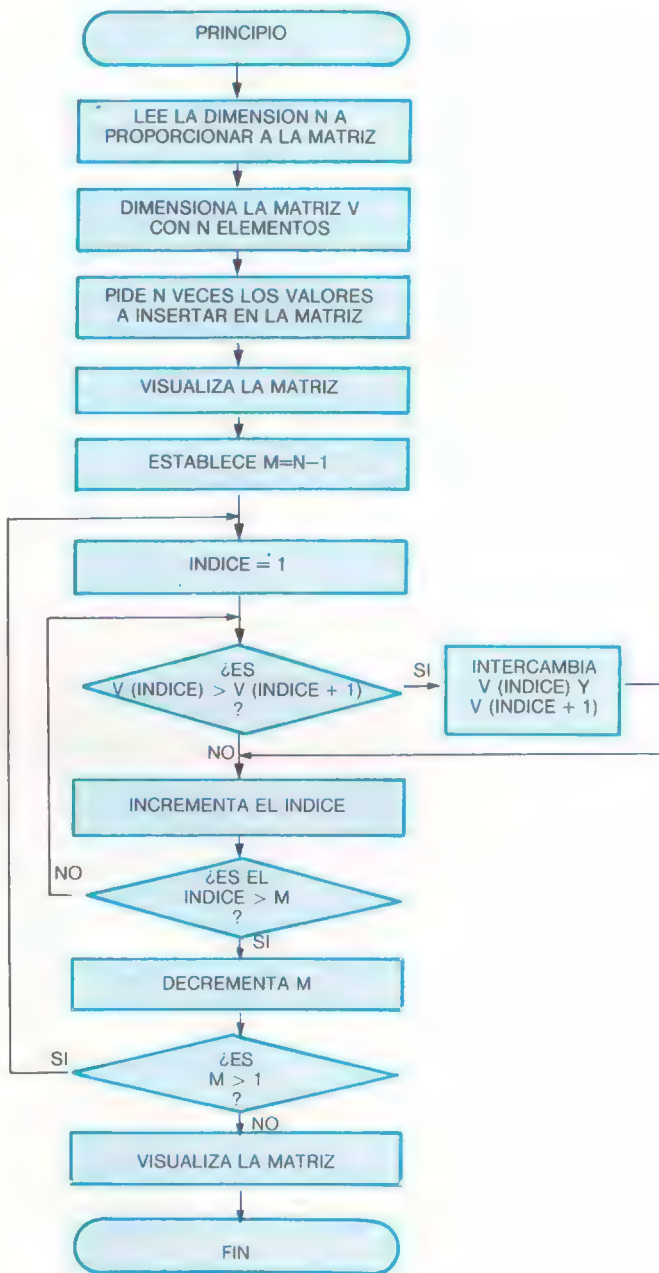 PRINCIPIO
LEE LA DIMENSION N A
PROPORCIONAR A LA MATRIZ
DIMENSIONA LA MATRIZ V
CON N ELEMENTOS
PIDE N VECES LOS VALORES
A INSERTAR EN LA MATRIZ
VISUALIZA LA MATRIZ
ESTABLECE M=N–1
INDICE = 1
¿ES
V (INDICE) > V (INDICE + 1)
?
SI
INTERCAMBIA
V (INDICE) Y
V (INDICE + 1)
NO
INCREMENTA EL INDICE
¿ES EL
INDICE > M
?
NO
SI
DECREMENTA M
¿ES
M > 1
?
SI
NO
VISUALIZA LA MATRIZ
FIN